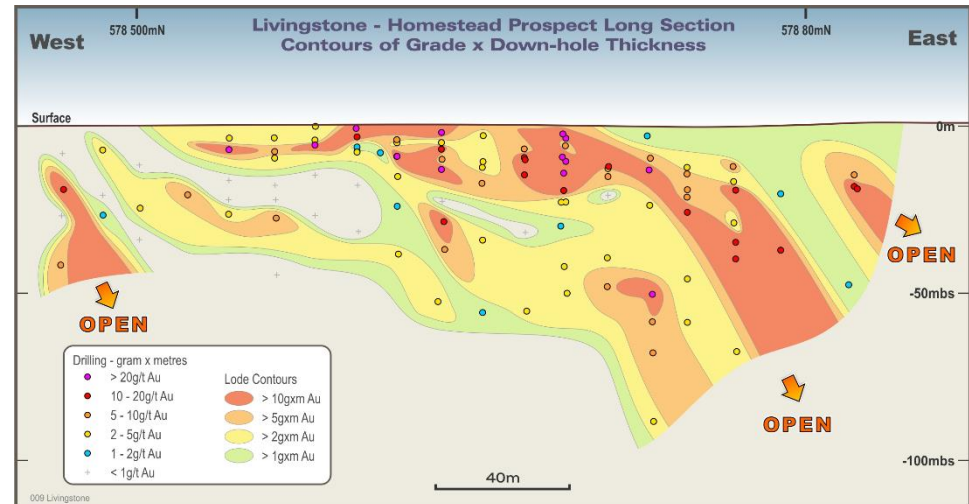 Livingstone - Homestead Prospect Long Section
Contours of Grade x Down-hole Thickness
West
578 500mN
578 80mN
East
Surface
0m
OPEN
-50mbs
OPEN
OPEN
-100mbs
Drilling - gram x metres
> 20g/t Au
10 - 20g/t Au
5 - 10g/t Au
2 - 5g/t Au
1 - 2g/t Au
< 1g/t Au
Lode Contours
> 10gxm Au
> 5gxm Au
> 2gxm Au
> 1gxm Au
40m
009 Livingstone